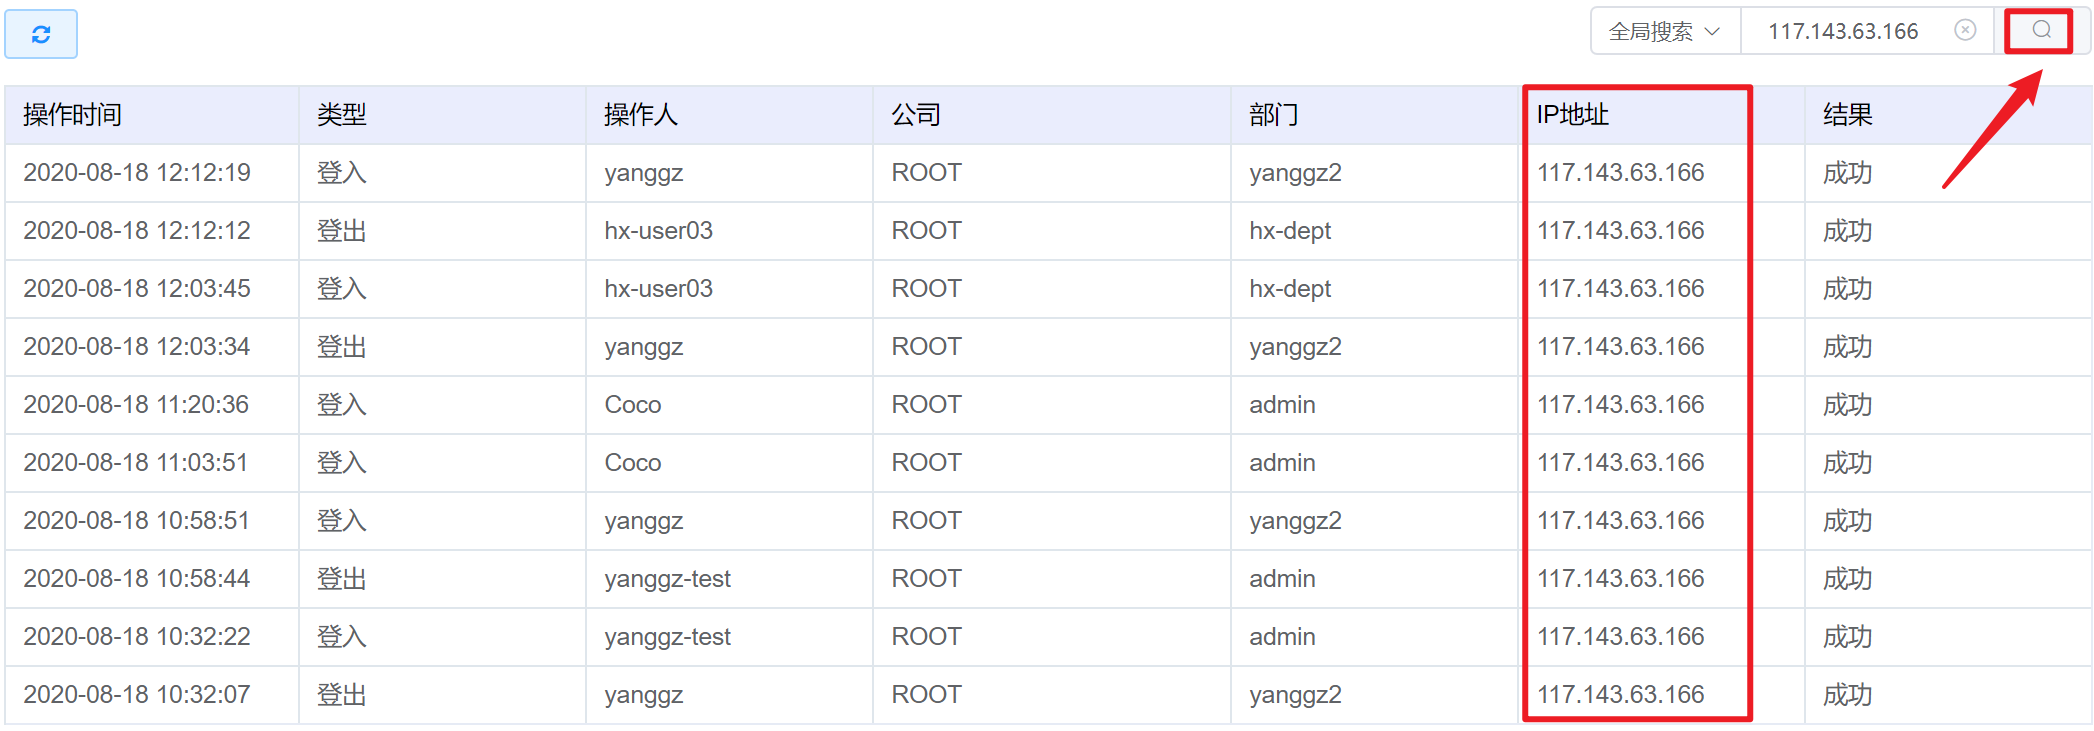 全局搜索 117.143.63.166
操作时间 类型 操作人 公司 部门 IP地址 结果
2020-08-18 12:12:19 登入 yanggz ROOT yanggz2 117.143.63.166 成功
2020-08-18 12:12:12 登出 hx-user03 ROOT hx-dept 117.143.63.166 成功
2020-08-18 12:03:45 登入 hx-user03 ROOT hx-dept 117.143.63.166 成功
2020-08-18 12:03:34 登出 yanggz ROOT yanggz2 117.143.63.166 成功
2020-08-18 11:20:36 登入 Coco ROOT admin 117.143.63.166 成功
2020-08-18 11:03:51 登入 Coco ROOT admin 117.143.63.166 成功
2020-08-18 10:58:51 登入 yanggz ROOT yanggz2 117.143.63.166 成功
2020-08-18 10:58:44 登出 yanggz-test ROOT admin 117.143.63.166 成功
2020-08-18 10:32:22 登入 yanggz-test ROOT admin 117.143.63.166 成功
2020-08-18 10:32:07 登出 yanggz ROOT yanggz2 117.143.63.166 成功